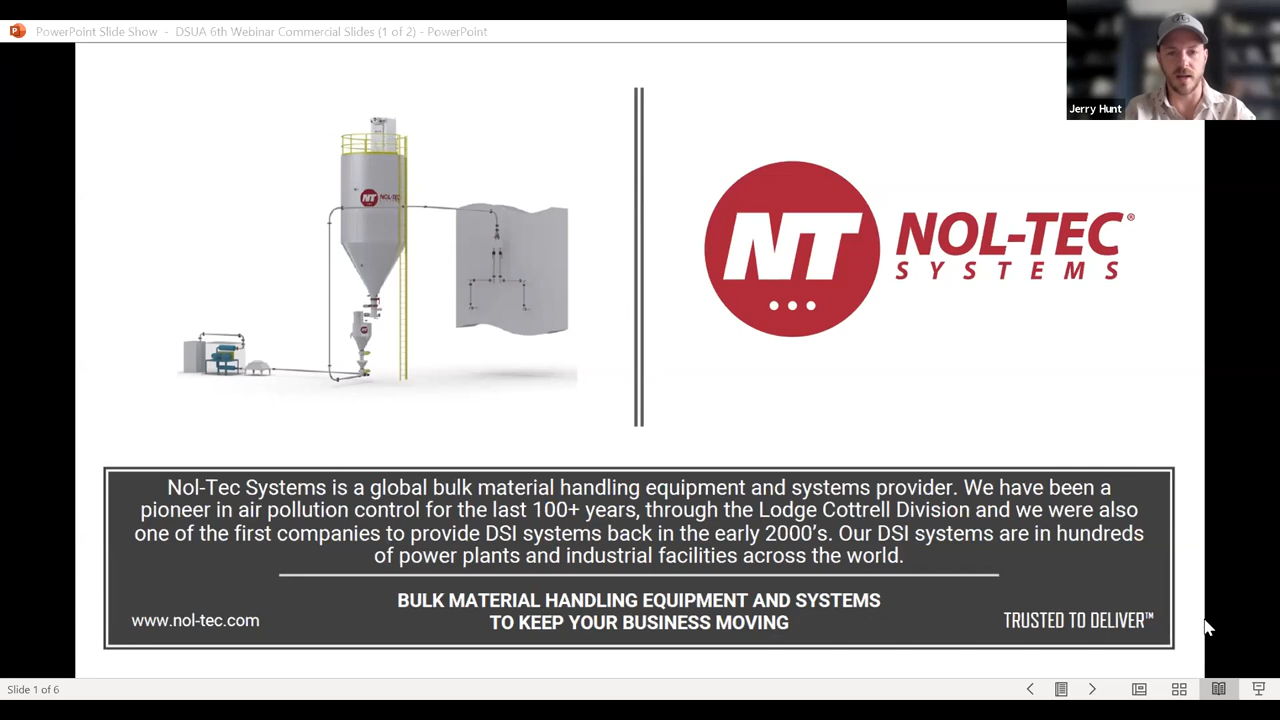 PowerPoint Slide Show - DSUA 6th Webinar Commercial Slides (1 of 2) - PowerPoint
Jerry Hunt
NT NOL-TEC
NT
NOL-TEC®
SYSTEMS
Nol-Tec Systems is a global bulk material handling equipment and systems provider. We have been a
pioneer in air pollution control for the last 100+ years, through the Lodge Cottrell Division and we were also
one of the first companies to provide DSI systems back in the early 2000's. Our DSI systems are in hundreds
of power plants and industrial facilities across the world.
BULK MATERIAL HANDLING EQUIPMENT AND SYSTEMS
TO KEEP YOUR BUSINESS MOVING
www.nol-tec.com
TRUSTED TO DELIVER™
Slide 1 of 6